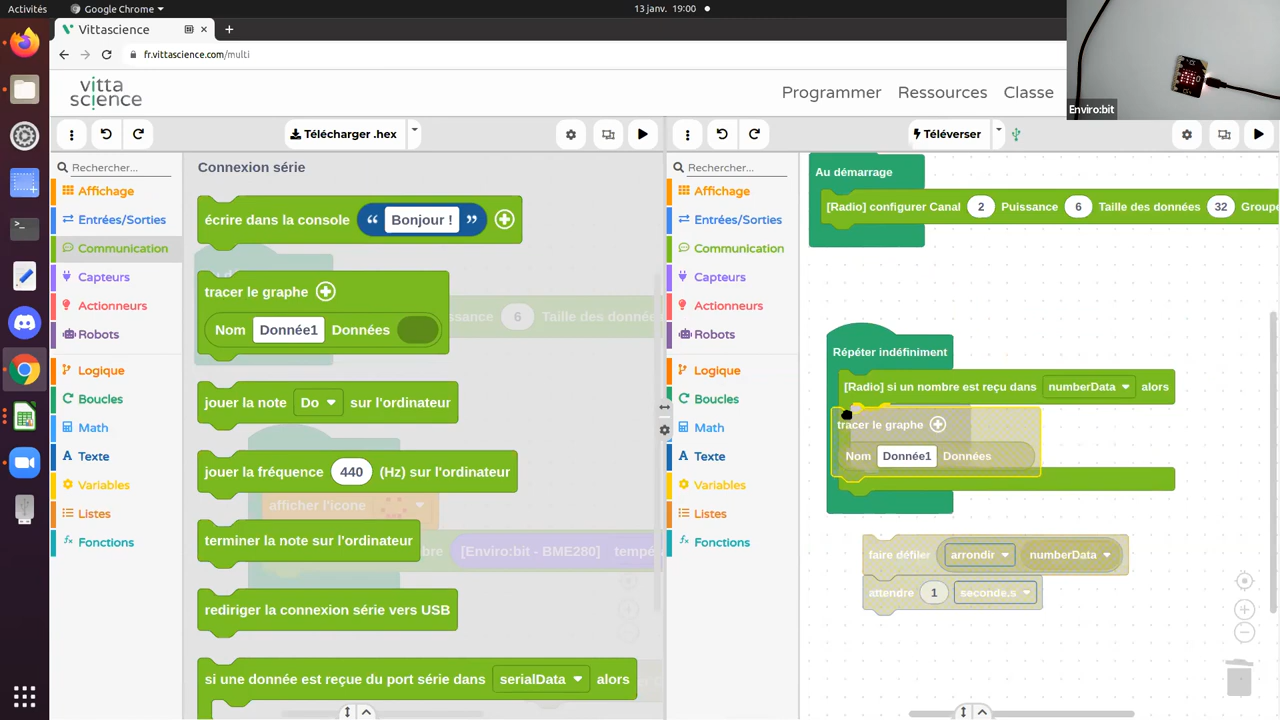 Activités
Google Chrome
13 janv. 19:00
Vittascience
fr.vittascience.com/multi
Enviro:bit
vitta science
Programmer
Ressources
Classe
Télécharger .hex
Téléverser
Rechercher...
Affichage
Entrées/Sorties
Communication
Capteurs
Actionneurs
Robots
Logique
Boucles
Math
Texte
Variables
Listes
Fonctions
Connexion série
écrire dans la console “ Bonjour ! ”
tracer le graphe
Nom Donnée1 Données
jouer la note Do sur l'ordinateur
jouer la fréquence 440 (Hz) sur l'ordinateur
terminer la note sur l'ordinateur
rediriger la connexion série vers USB
si une donnée est reçue du port série dans serialData alors
6 Taille des donnée
afficher l'icone
[Enviro:bit - BME280]
Rechercher...
Affichage
Entrées/Sorties
Communication
Capteurs
Actionneurs
Robots
Logique
Boucles
Math
Texte
Variables
Listes
Fonctions
Au démarrage
[Radio] configurer Canal 2 Puissance 6 Taille des données 32 Groupe
Répéter indéfiniment
[Radio] si un nombre est reçu dans numberData alors
tracer le graphe
Nom Donnée1 Données
faire défiler arrondir numberData
attendre 1 seconde.s